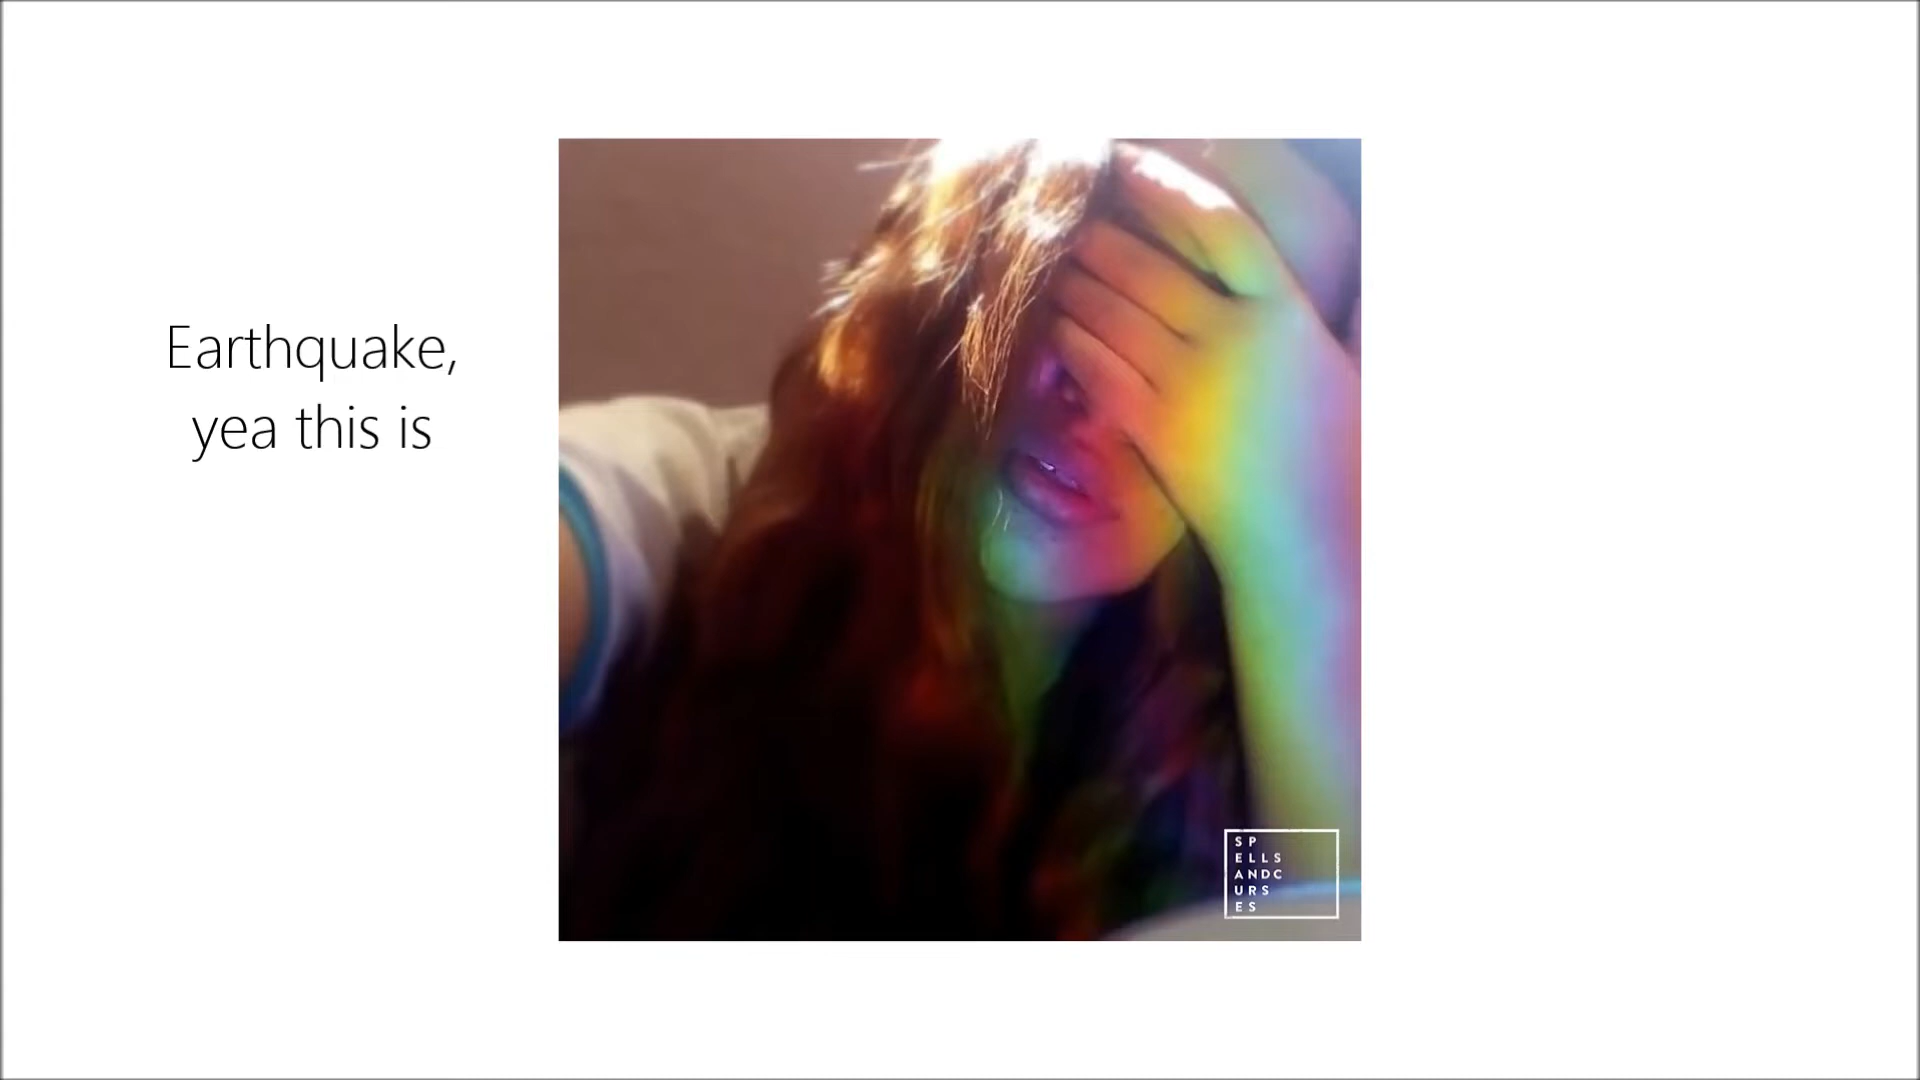 Earthquake,
yea this is
SP
ELLS
ANDC
URS
ES